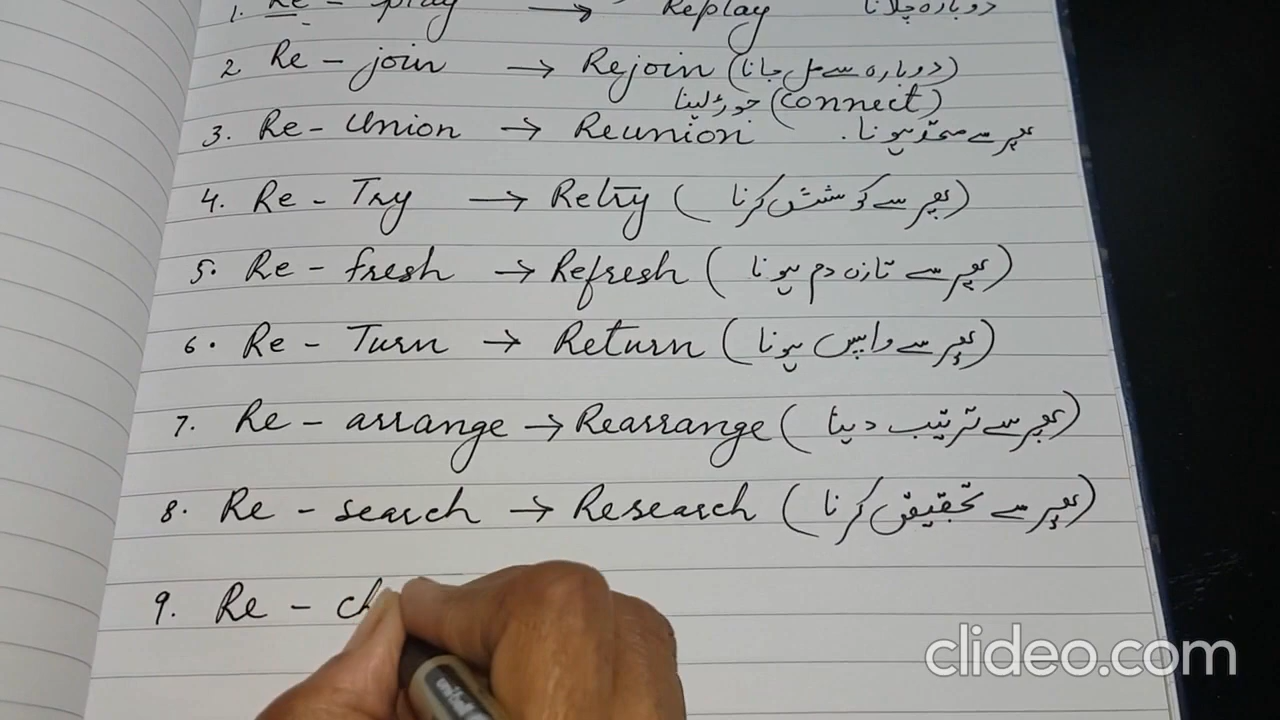 1. Re - play → Replay دوبارہ چلانا
2. Re - join → Rejoin (دوبارہ سے مل جانا)
جوڑ لینا (connect)
3. Re - Union → Reunion پھر سے متحد ہونا.
4. Re - Try → Retry (پھر سے کوشش کرنا)
5. Re - fresh → Refresh (پھر سے تازہ دم ہونا)
6. Re - Turn → Return (پھر سے واپس ہونا)
7. Re - arrange → Rearrange (پھر سے ترتیب دینا)
8. Re - search → Research (پھر سے تحقیق کرنا)
9. Re - ch
clideo.com